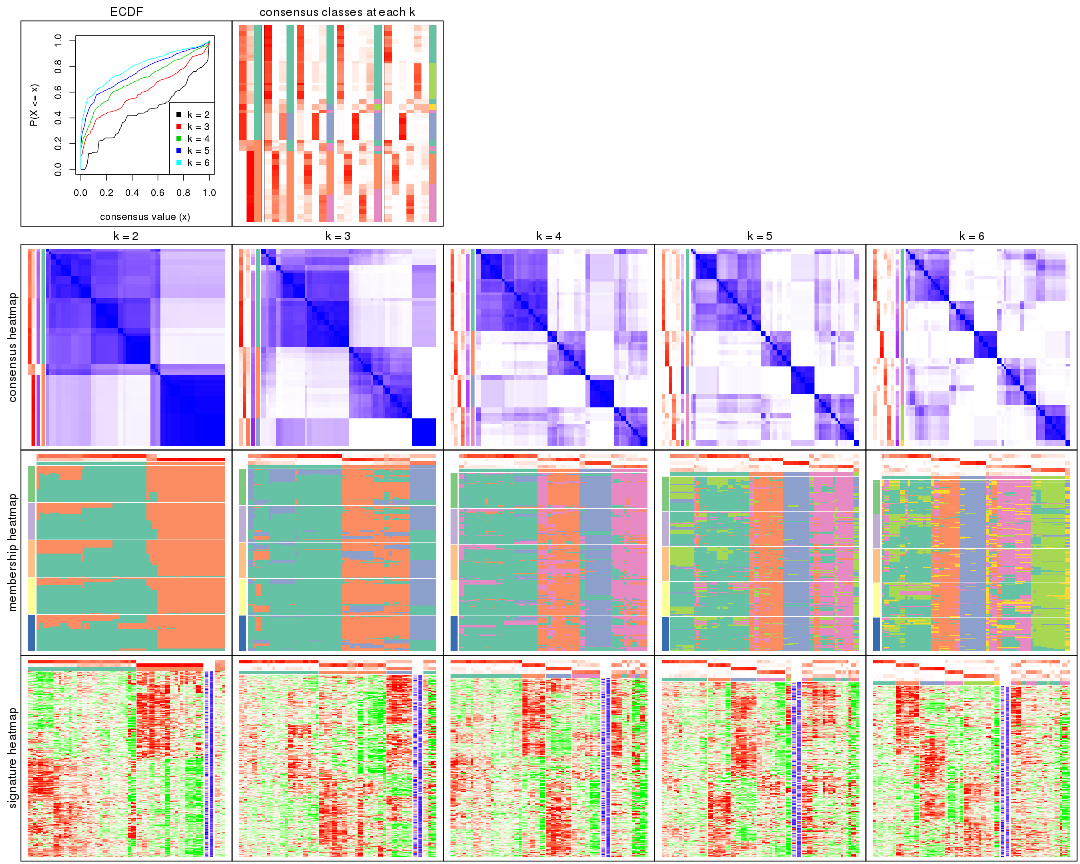 ECDF
consensus classes at each k
P(X <= x)
1.0
0.8
0.6
0.4
0.2
0.0
k = 2
k = 3
k = 4
k = 5
k = 6
0.0 0.2 0.4 0.6 0.8 1.0
consensus value (x)
k = 2
k = 3
k = 4
k = 5
k = 6
consensus heatmap
membership heatmap
signature heatmap